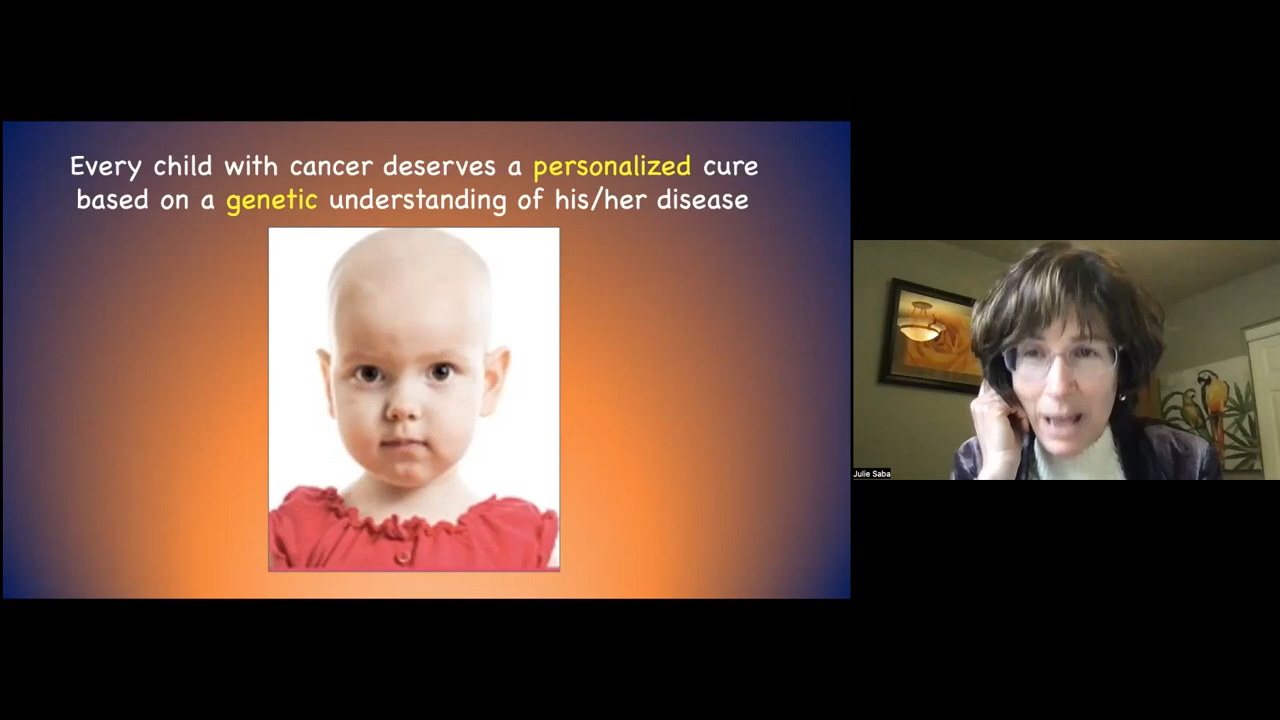 Every child with cancer deserves a personalized cure
based on a genetic understanding of his/her disease
Julie Saba